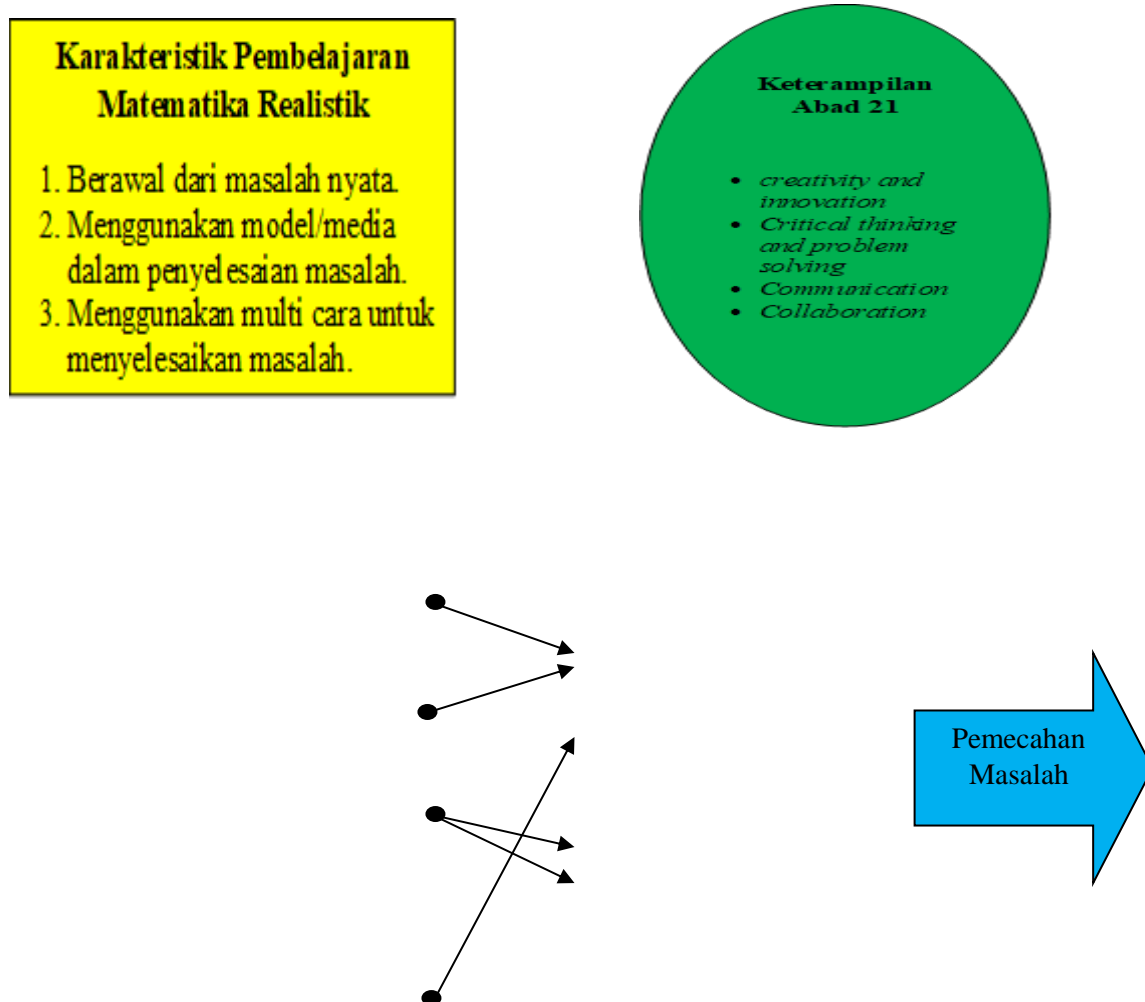 Karakteristik Pembelajaran
Matematika Realistik
1. Berawal dari masalah nyata.
2. Menggunakan model/media
dalam penyelesaian masalah.
3. Menggunakan multi cara untuk
menyelesaikan masalah.
Keterampilan
Abad 21
• creativity and
innovation
• Critical thinking
and problem
solving
• Communication
• Collaboration
Pemecahan
Masalah